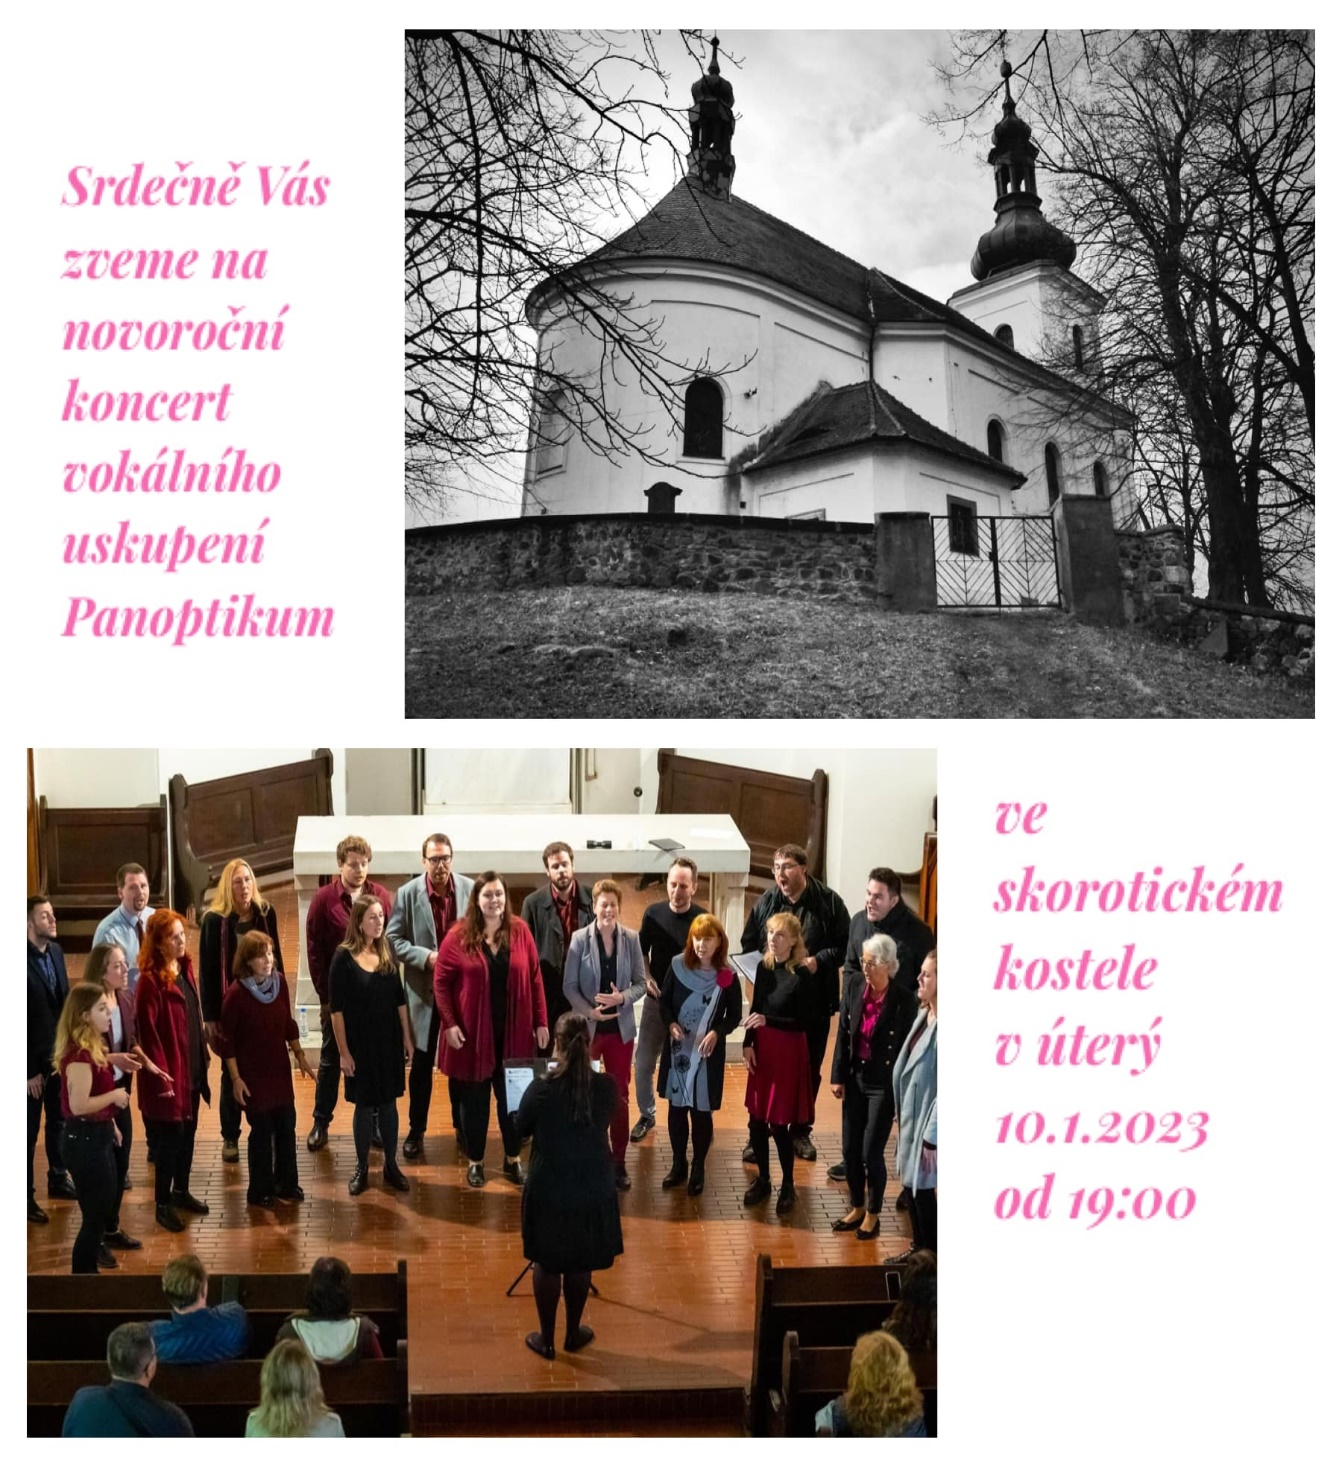 Srdečně Vás
zveme na
novoroční
koncert
vokálního
uskupení
Panoptikum
ve
skorotickém
kostele
v úterý
10.1.2023
od 19:00